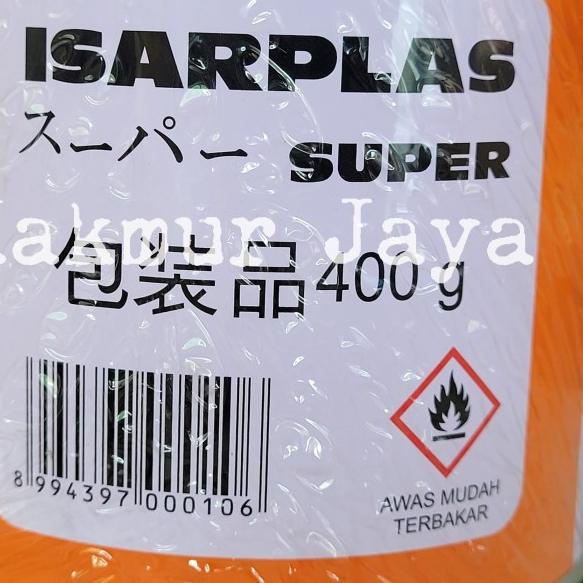 ISARPLAS
スーパー SUPER
akmur Jaya
包装品400 g
8 994397 000106
AWAS MUDAH
TERBAKAR